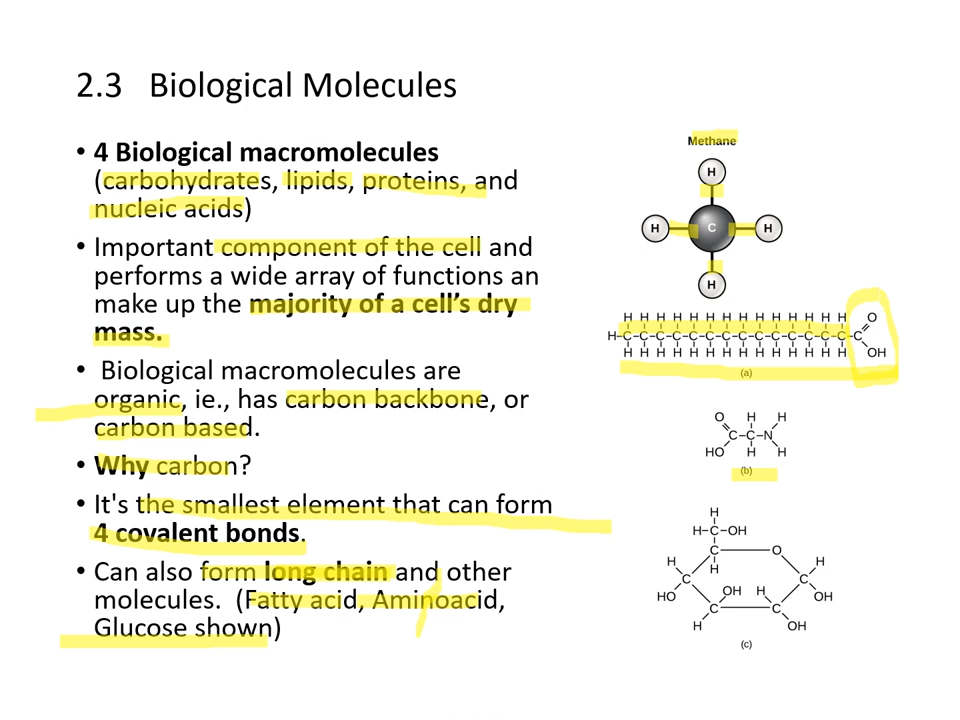 2.3 Biological Molecules
• 4 Biological macromolecules
(carbohydrates, lipids, proteins, and
nucleic acids)
• Important component of the cell and
performs a wide array of functions an
make up the majority of a cell's dry
mass.
• Biological macromolecules are
organic, ie., has carbon backbone, or
carbon based.
• Why carbon?
• It's the smallest element that can form
4 covalent bonds.
• Can also form long chain and other
molecules. (Fatty acid, Aminoacid,
Glucose shown)
Methane
H
H C H
H
H H H H H H H H H H H H H H O
H-C-C-C-C-C-C-C-C-C-C-C-C-C-C-C
H H H H H H H H H H H H H H OH
(a)
O H H
C-C-N
HO H H
(b)
H
H-C-OH
C O
H H H
C C
HO OH H OH
C C
H OH
(c)